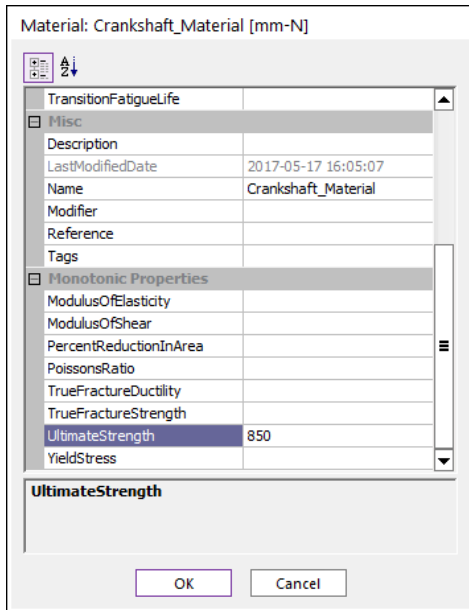 Material: Crankshaft_Material [mm-N]
A
Z
TransitionFatigueLife
Misc
Description
LastModifiedDate 2017-05-17 16:05:07
Name Crankshaft_Material
Modifier
Reference
Tags
Monotonic Properties
ModulusOfElasticity
ModulusOfShear
PercentReductionInArea
PoissonsRatio
TrueFractureDuctility
TrueFractureStrength
UltimateStrength 850
YieldStress
UltimateStrength
OK Cancel